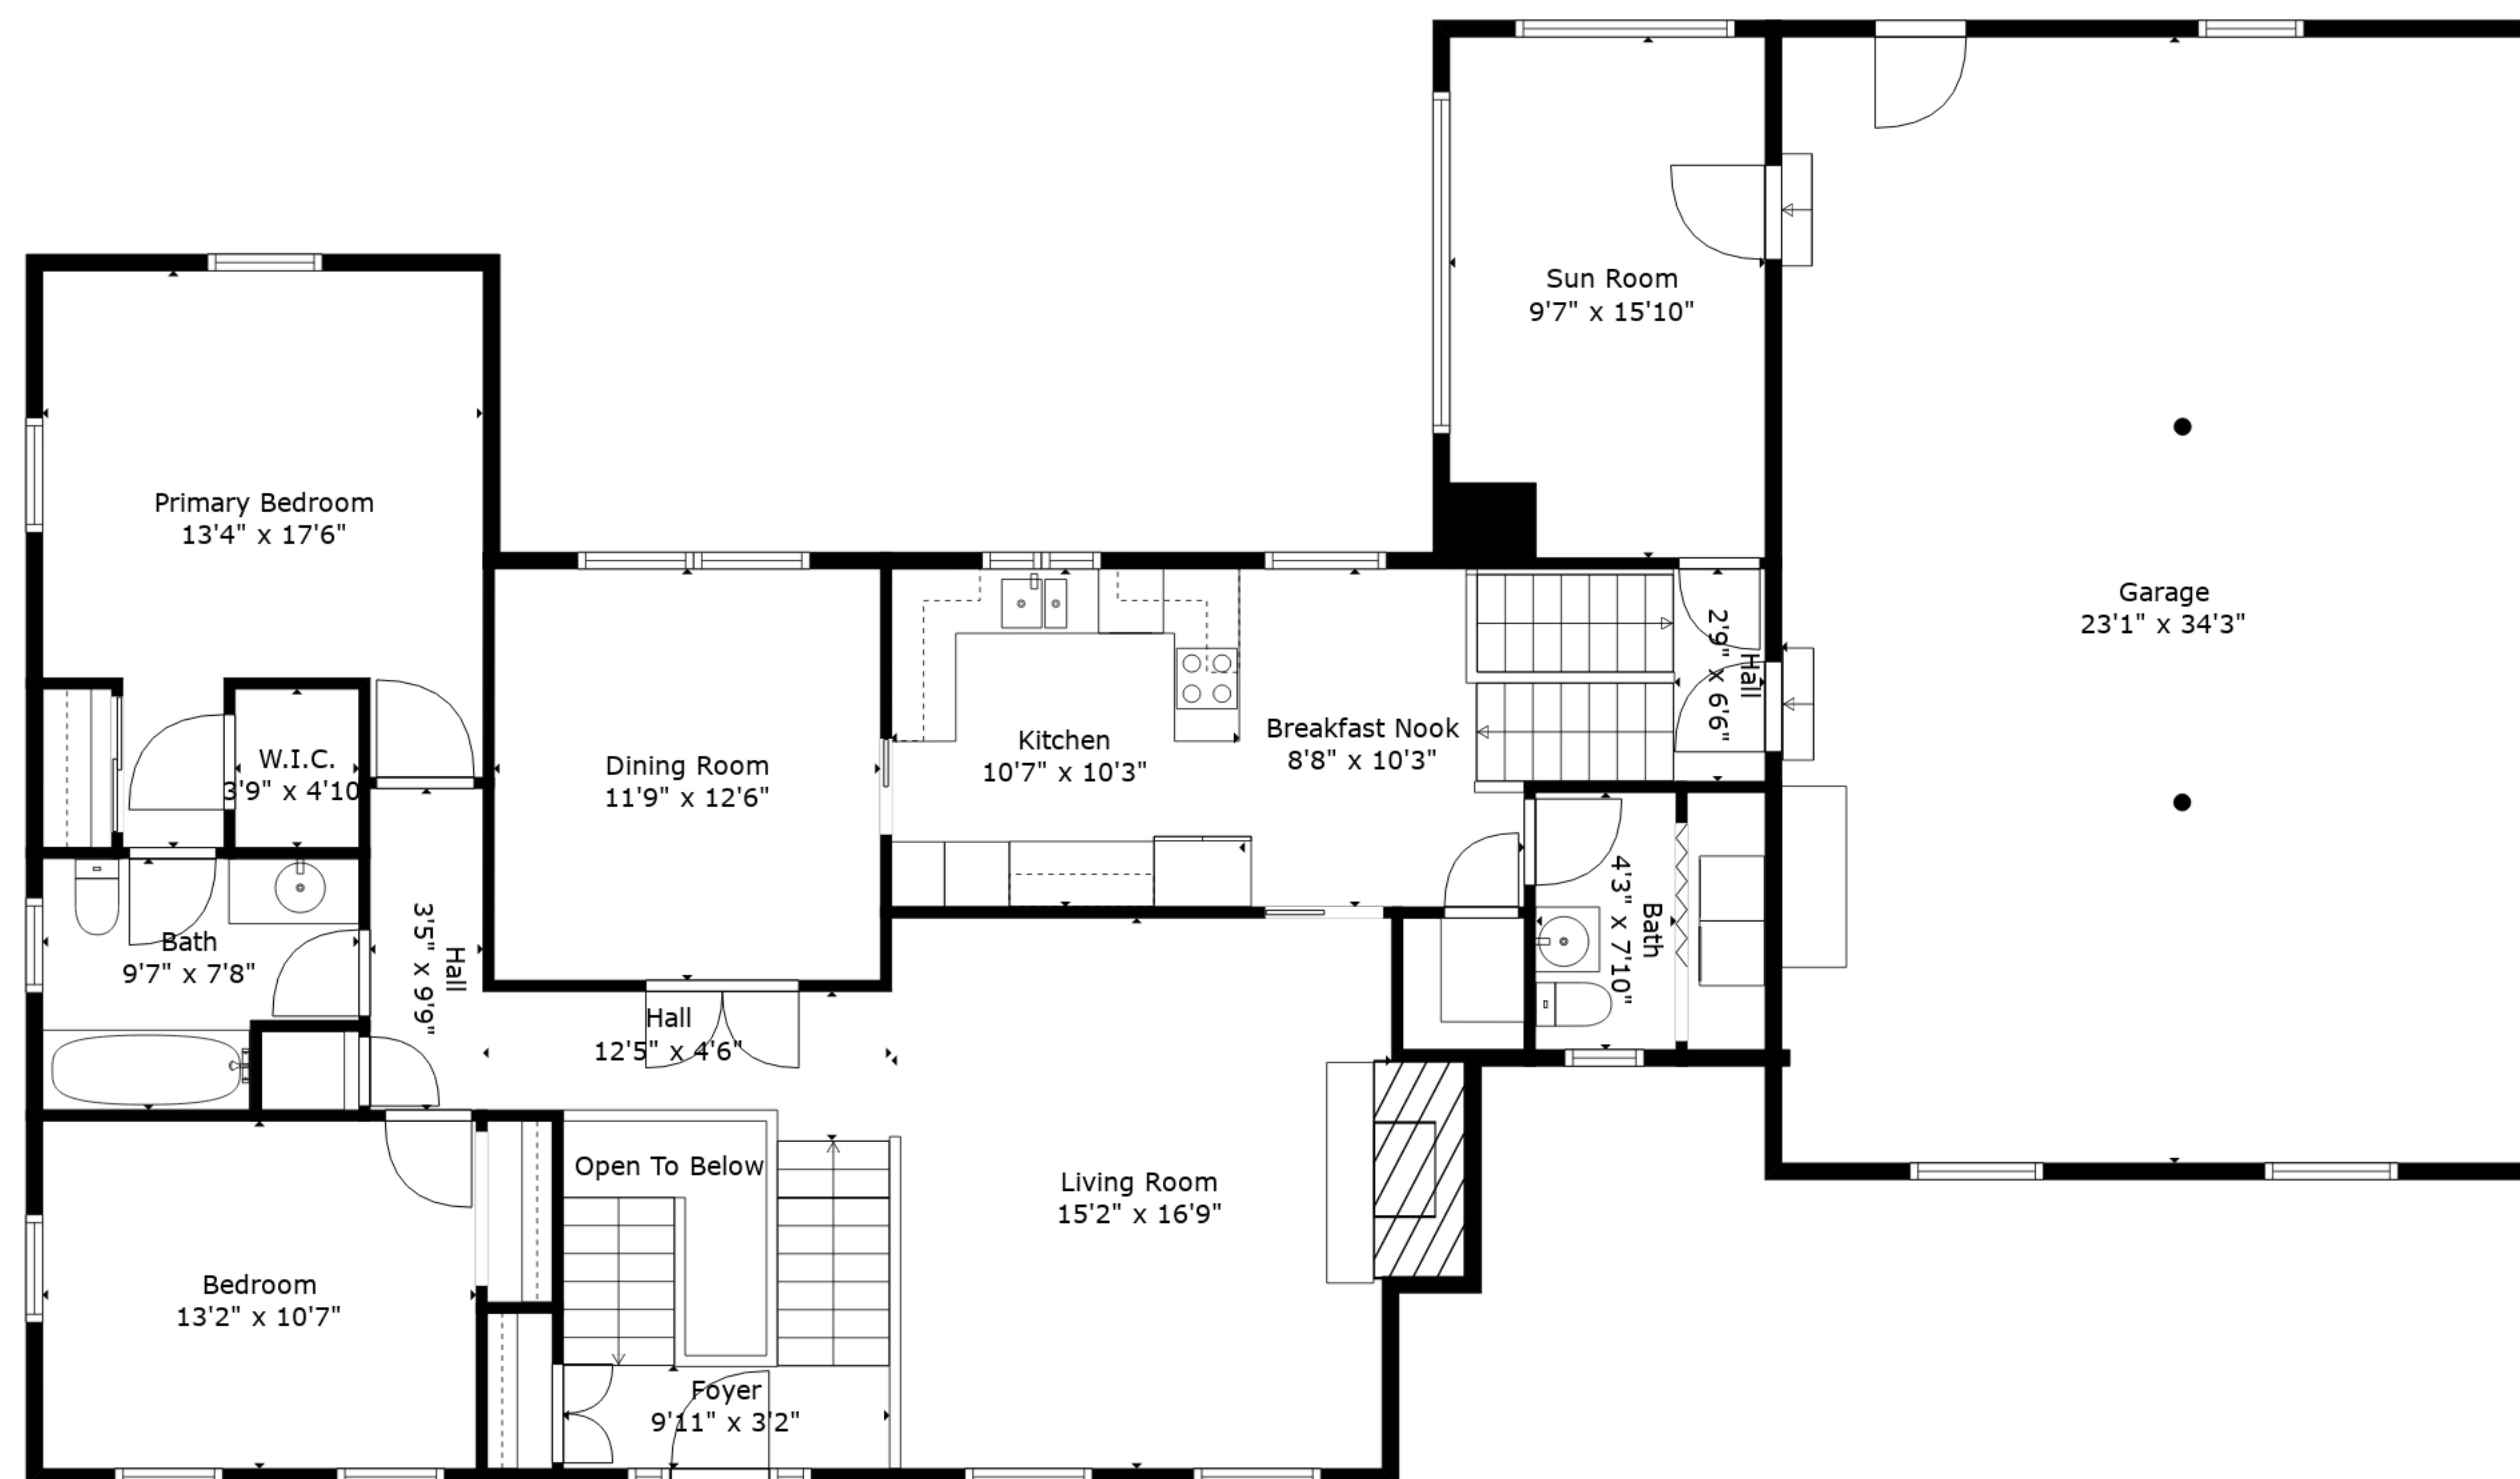 Sun Room
9'7" x 15'10"
Primary Bedroom
13'4" x 17'6"
Garage
23'1" x 34'3"
Hall
2'9" x 6'6"
Breakfast Nook
8'8" x 10'3"
Kitchen
10'7" x 10'3"
W.I.C.
3'9" x 4'10
Dining Room
11'9" x 12'6"
Bath
9'7" x 7'8"
Hall
3'5" x 9'9"
Bath
4'3" x 7'10"
Hall
12'5" x 4'6"
Open To Below
Living Room
15'2" x 16'9"
Bedroom
13'2" x 10'7"
Foyer
9'11" x 3'2"